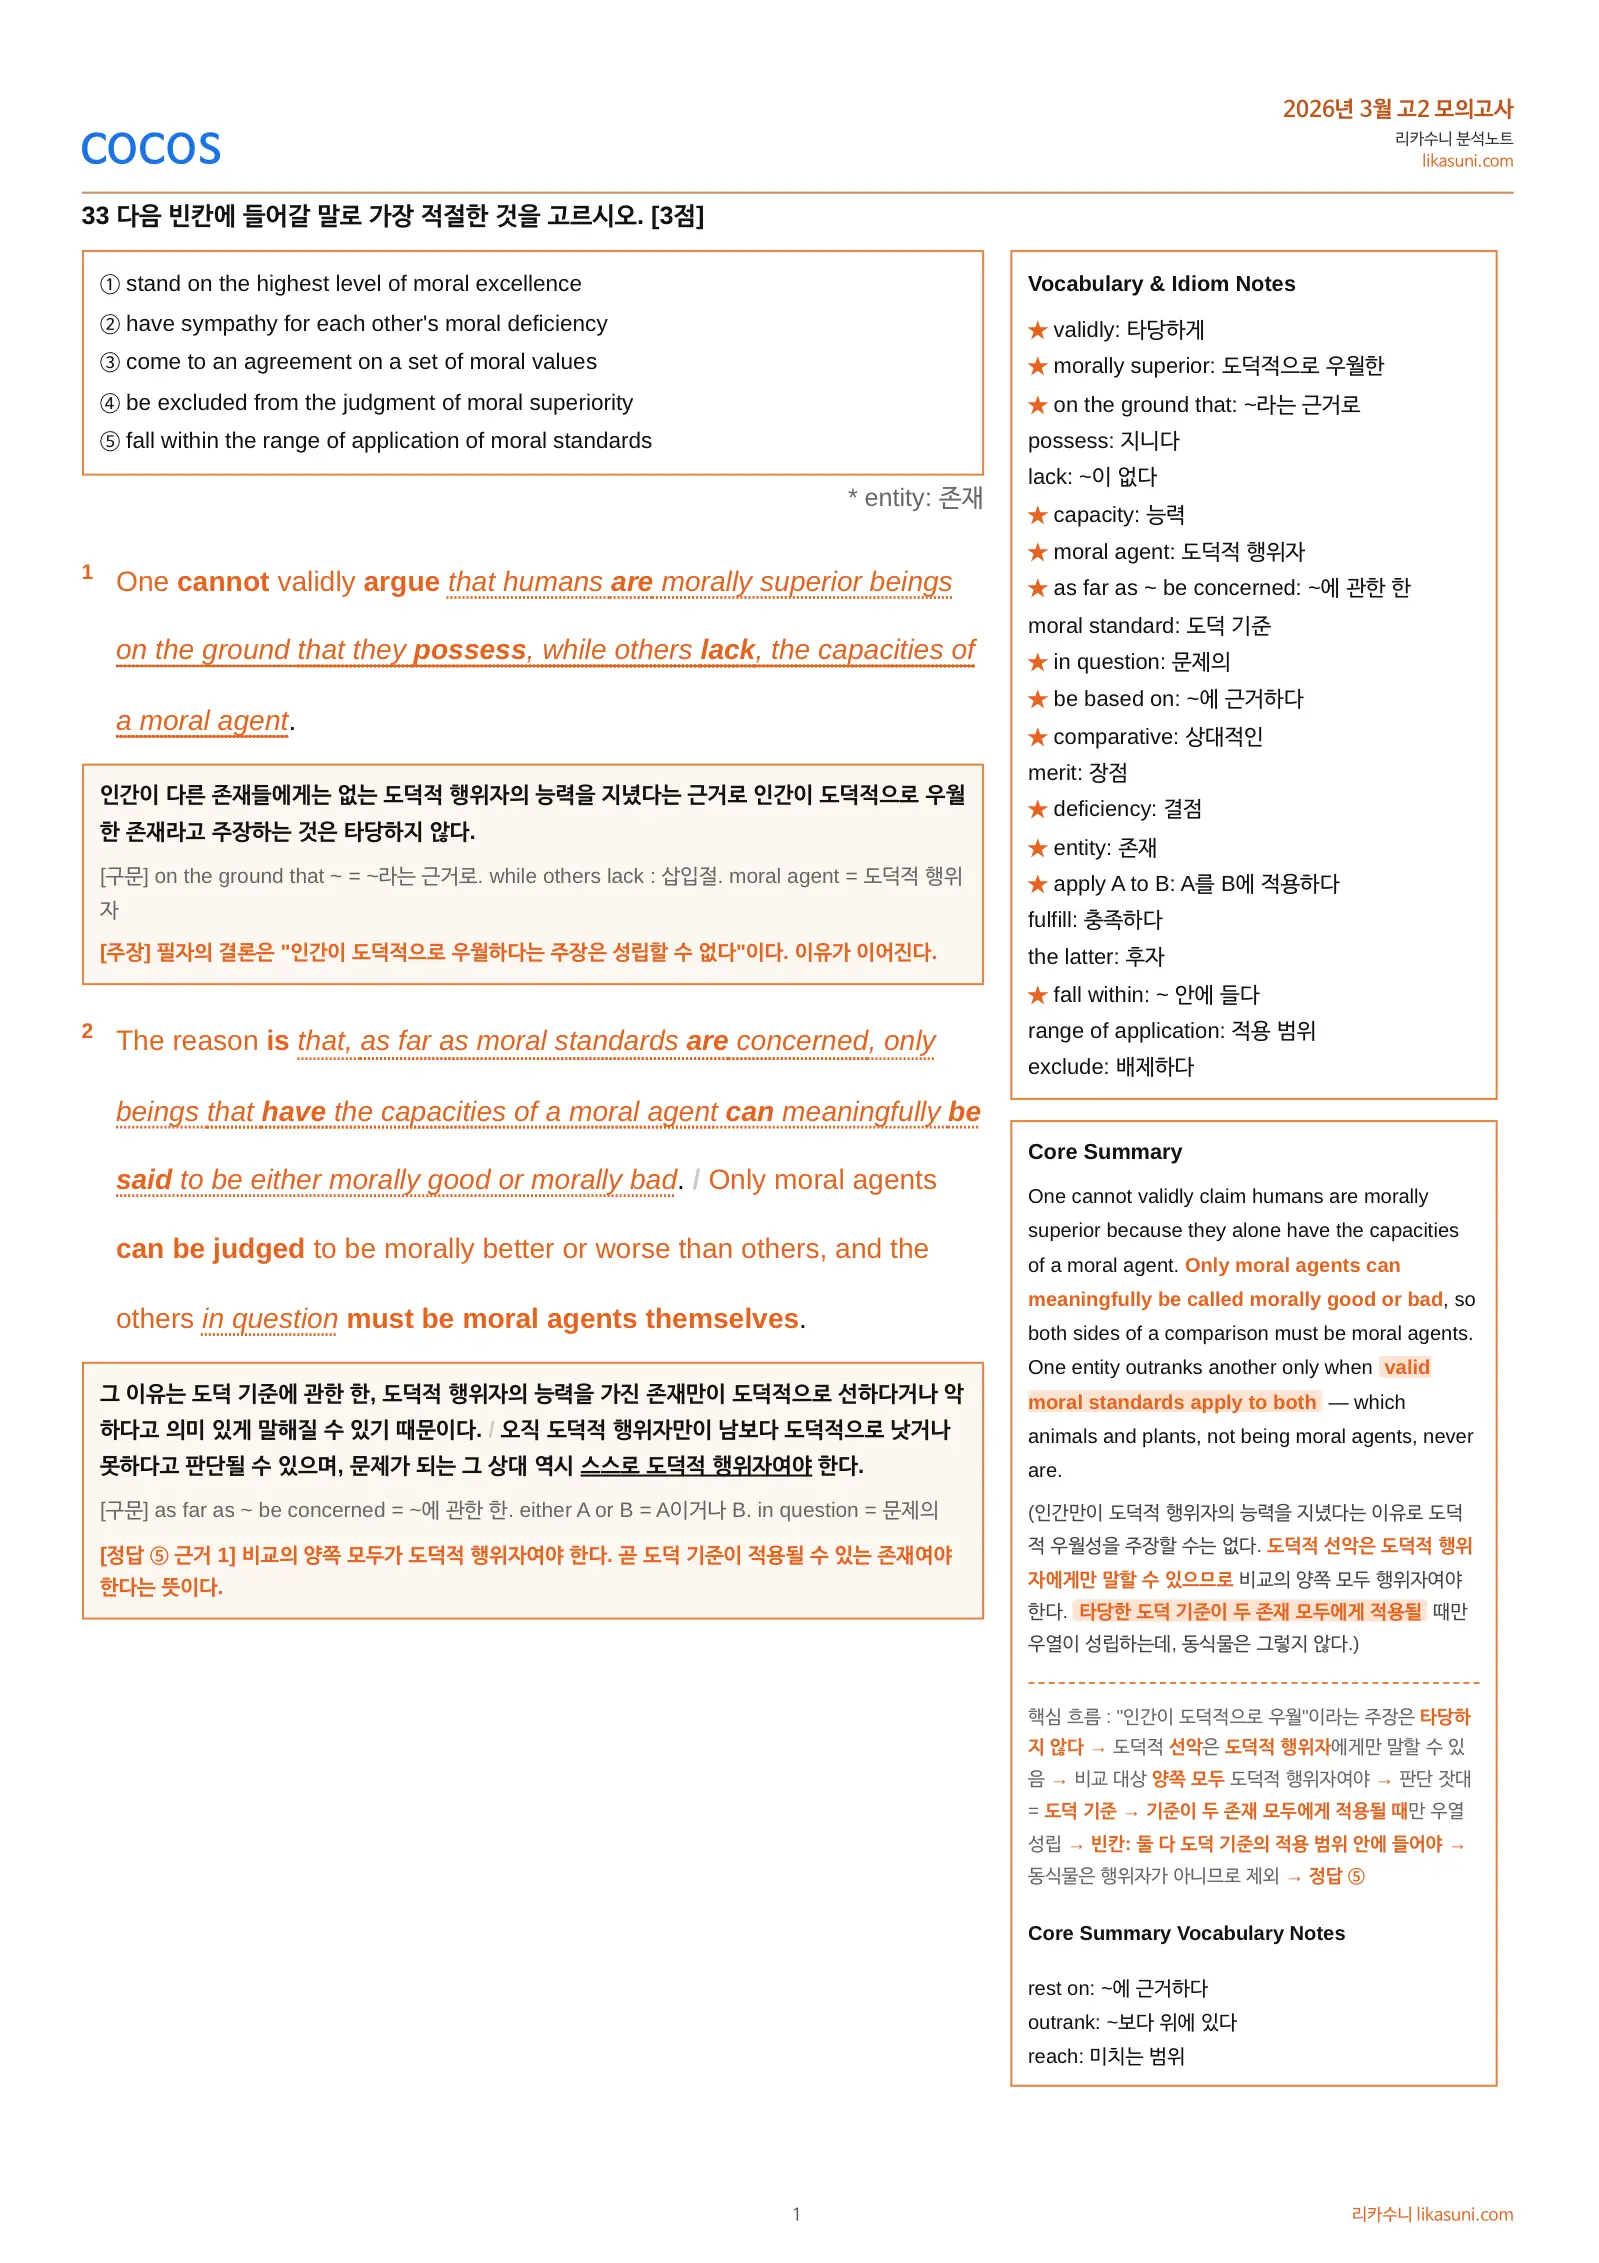 cocos
2026년 3월 고2 모의고사
리카수니 분석노트
likasuni.com
33 다음 빈칸에 들어갈 말로 가장 적절한 것을 고르시오. [3점]
① stand on the highest level of moral excellence
② have sympathy for each other's moral deficiency
③ come to an agreement on a set of moral values
④ be excluded from the judgment of moral superiority
⑤ fall within the range of application of moral standards
* entity: 존재
1 One cannot validly argue that humans are morally superior beings
on the ground that they possess, while others lack, the capacities of
a moral agent.
인간이 다른 존재들에게는 없는 도덕적 행위자의 능력을 지녔다는 근거로 인간이 도덕적으로 우월
한 존재라고 주장하는 것은 타당하지 않다.
[구문] on the ground that ~ = ~라는 근거로. while others lack : 삽입절. moral agent = 도덕적 행위
자
[주장] 필자의 결론은 "인간이 도덕적으로 우월하다는 주장은 성립할 수 없다"이다. 이유가 이어진다.
2 The reason is that, as far as moral standards are concerned, only
beings that have the capacities of a moral agent can meaningfully be
said to be either morally good or morally bad. / Only moral agents
can be judged to be morally better or worse than others, and the
others in question must be moral agents themselves.
그 이유는 도덕 기준에 관한 한, 도덕적 행위자의 능력을 가진 존재만이 도덕적으로 선하다거나 악
하다고 의미 있게 말해질 수 있기 때문이다. / 오직 도덕적 행위자만이 남보다 도덕적으로 낫거나
못하다고 판단될 수 있으며, 문제가 되는 그 상대 역시 스스로 도덕적 행위자여야 한다.
[구문] as far as ~ be concerned = ~에 관한 한. either A or B = A이거나 B. in question = 문제의
[정답 ⑤ 근거 1] 비교의 양쪽 모두가 도덕적 행위자여야 한다. 곧 도덕 기준이 적용될 수 있는 존재여야
한다는 뜻이다.
Vocabulary & Idiom Notes
★ validly: 타당하게
★ morally superior: 도덕적으로 우월한
★ on the ground that: ~라는 근거로
possess: 지니다
lack: ~이 없다
★ capacity: 능력
★ moral agent: 도덕적 행위자
★ as far as ~ be concerned: ~에 관한 한
moral standard: 도덕 기준
★ in question: 문제의
★ be based on: ~에 근거하다
★ comparative: 상대적인
merit: 장점
★ deficiency: 결점
★ entity: 존재
★ apply A to B: A를 B에 적용하다
fulfill: 충족하다
the latter: 후자
★ fall within: ~ 안에 들다
range of application: 적용 범위
exclude: 배제하다
Core Summary
One cannot validly claim humans are morally
superior because they alone have the capacities
of a moral agent. Only moral agents can
meaningfully be called morally good or bad, so
both sides of a comparison must be moral agents.
One entity outranks another only when valid
moral standards apply to both — which
animals and plants, not being moral agents, never
are.
(인간만이 도덕적 행위자의 능력을 지녔다는 이유로 도덕
적 우월성을 주장할 수는 없다. 도덕적 선악은 도덕적 행위
자에게만 말할 수 있으므로 비교의 양쪽 모두 행위자여야
한다. 타당한 도덕 기준이 두 존재 모두에게 적용될 때만
우열이 성립하는데, 동식물은 그렇지 않다.)
핵심 흐름 : "인간이 도덕적으로 우월"이라는 주장은 타당하
지 않다 → 도덕적 선악은 도덕적 행위자에게만 말할 수 있
음 → 비교 대상 양쪽 모두 도덕적 행위자여야 → 판단 잣대
= 도덕 기준 → 기준이 두 존재 모두에게 적용될 때만 우열
성립 → 빈칸: 둘 다 도덕 기준의 적용 범위 안에 들어야 →
동식물은 행위자가 아니므로 제외 → 정답 ⑤
Core Summary Vocabulary Notes
rest on: ~에 근거하다
outrank: ~보다 위에 있다
reach: 미치는 범위
1
리카수니 likasuni.com